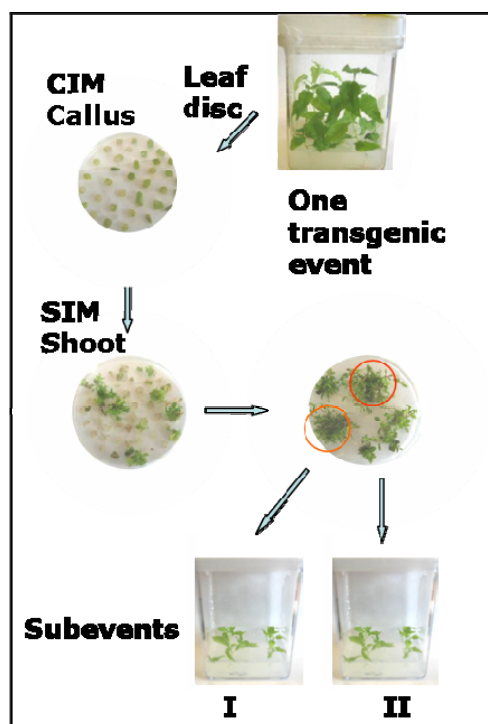 CIM
Callus
Leaf
disc
One
transgenic
event
SIM
Shoot
Subevents
I
II